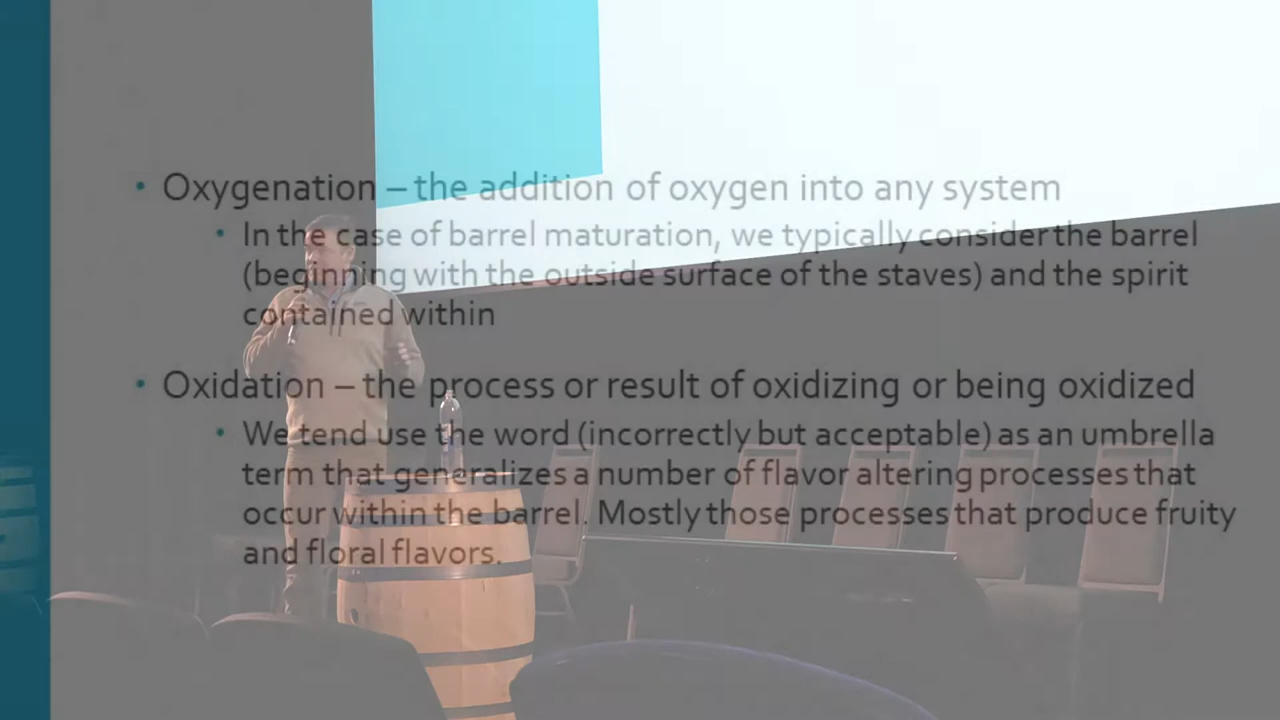 • Oxygenation – the addition of oxygen into any system
• In the case of barrel maturation, we typically consider the barrel
(beginning with the outside surface of the staves) and the spirit
contained within
• Oxidation – the process or result of oxidizing or being oxidized
• We tend use the word (incorrectly but acceptable) as an umbrella
term that generalizes a number of flavor altering processes that
occur within the barrel. Mostly those processes that produce fruity
and floral flavors.